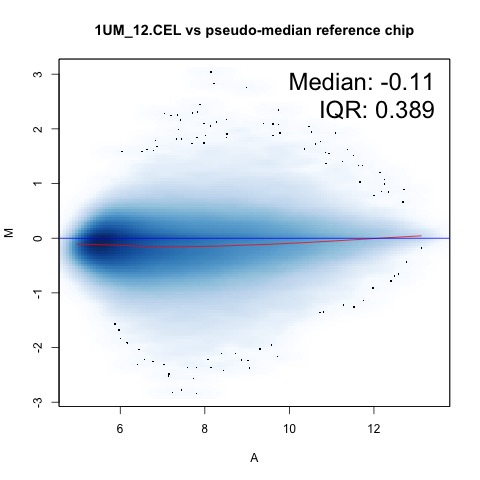 1UM_12.CEL vs pseudo-median reference chip
Median: -0.11
IQR: 0.389
3
2
1
0
-1
-2
-3
M
6 8 10 12
A